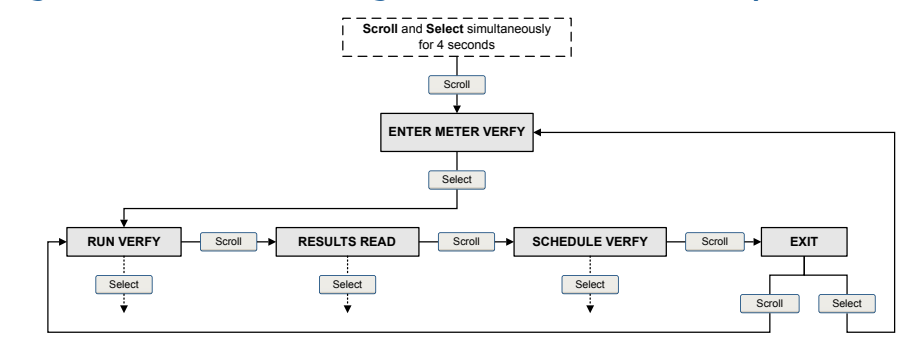 Scroll and Select simultaneously
for 4 seconds
Scroll
ENTER METER VERFY
Select
RUN VERFY
Scroll
RESULTS READ
Scroll
SCHEDULE VERFY
Scroll
EXIT
Select
Select
Select
Scroll
Select